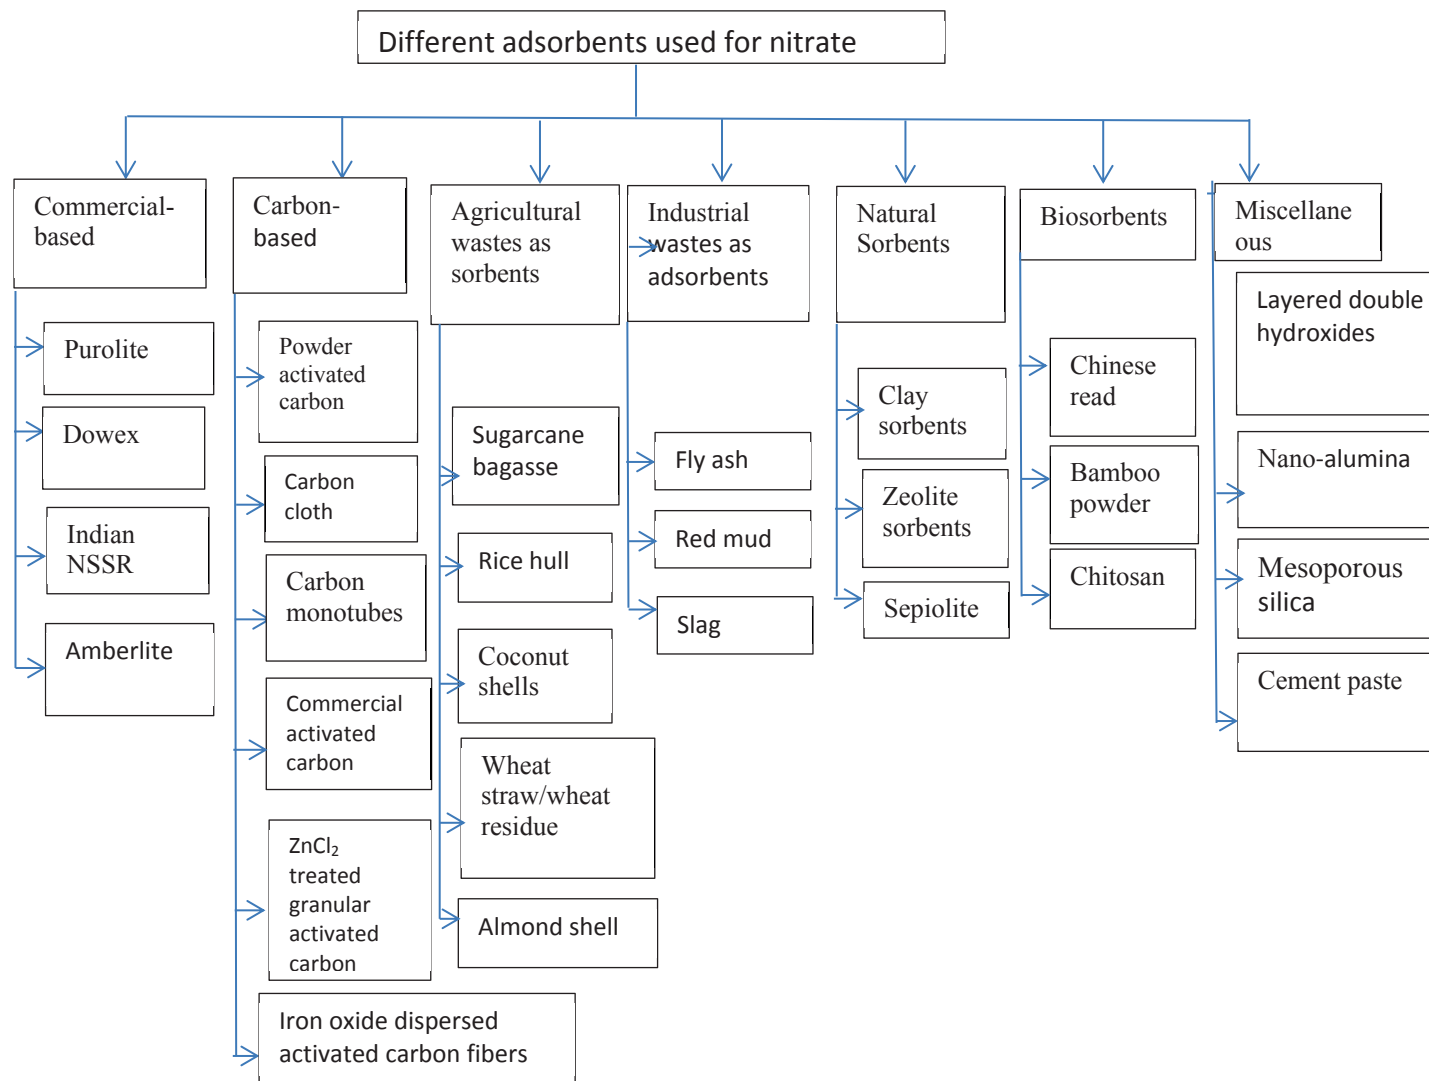 Different adsorbents used for nitrate
Commercial-
based
Purolite
Dowex
Indian
NSSR
Amberlite
Carbon-
based
Powder
activated
carbon
Carbon
cloth
Carbon
monotubes
Commercial
activated
carbon
ZnCl₂
treated
granular
activated
carbon
Iron oxide dispersed
activated carbon fibers
Agricultural
wastes as
sorbents
Sugarcane
bagasse
Rice hull
Coconut
shells
Wheat
straw/wheat
residue
Almond shell
Industrial
wastes as
adsorbents
Fly ash
Red mud
Slag
Natural
Sorbents
Clay
sorbents
Zeolite
sorbents
Sepiolite
Biosorbents
Chinese
read
Bamboo
powder
Chitosan
Miscellane
ous
Layered double
hydroxides
Nano-alumina
Mesoporous
silica
Cement paste